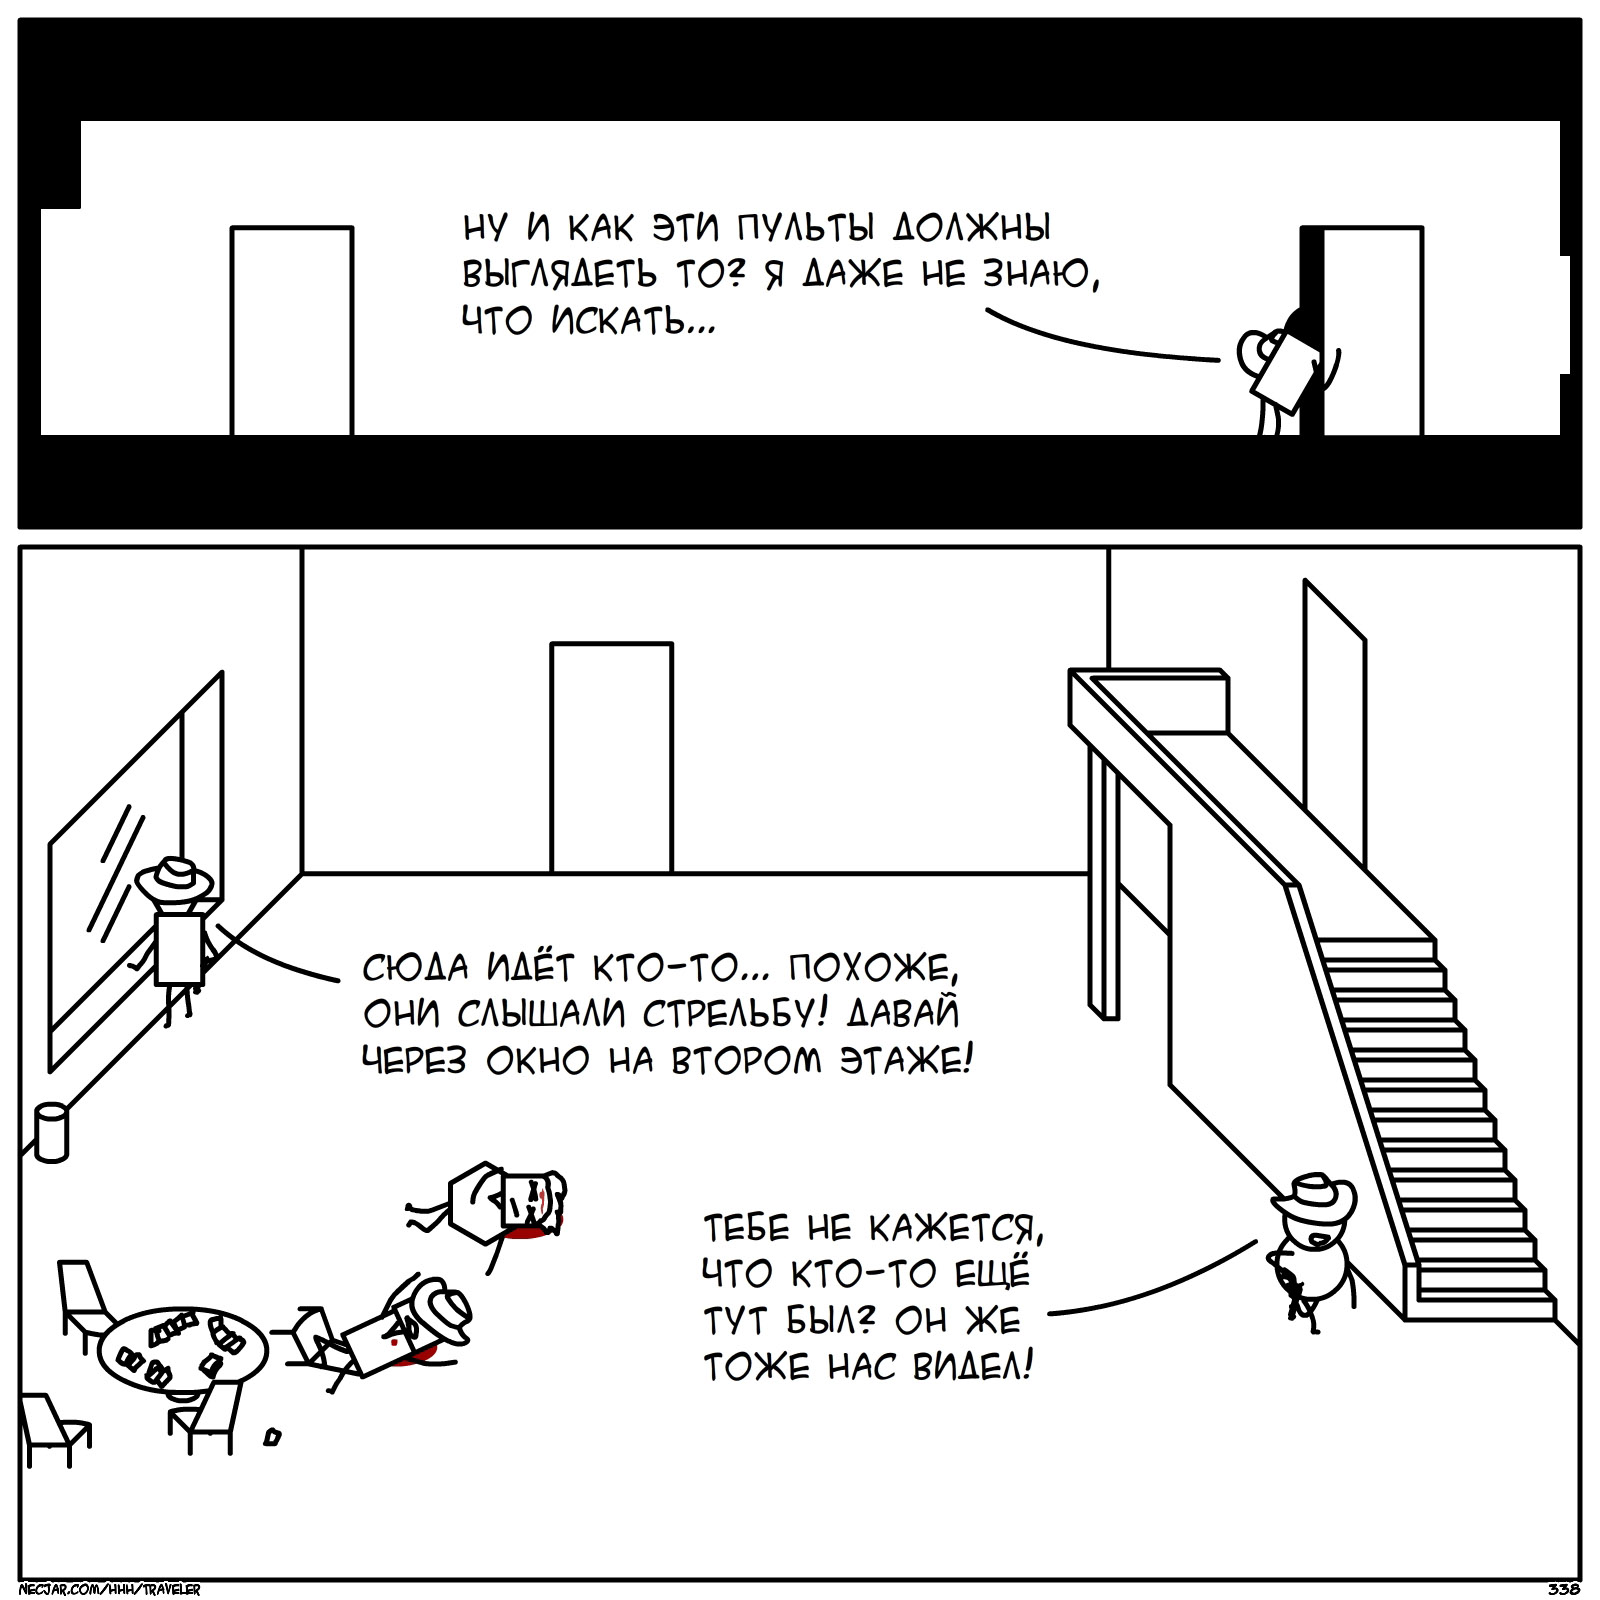 НУ И КАК ЭТИ ПУЛЬТЫ ДОЛЖНЫ
ВЫГЛЯДЕТЬ ТО? Я ДАЖЕ НЕ ЗНАЮ,
ЧТО ИСКАТЬ...
СЮДА ИДЁТ КТО-ТО... ПОХОЖЕ,
ОНИ СЛЫШАЛИ СТРЕЛЬБУ! ДАВАЙ
ЧЕРЕЗ ОКНО НА ВТОРОМ ЭТАЖЕ!
ТЕБЕ НЕ КАЖЕТСЯ,
ЧТО КТО-ТО ЕЩЁ
ТУТ БЫЛ? ОН ЖЕ
ТОЖЕ НАС ВИДЕЛ!
NECJAR.COM/HHH/TRAVELER
338